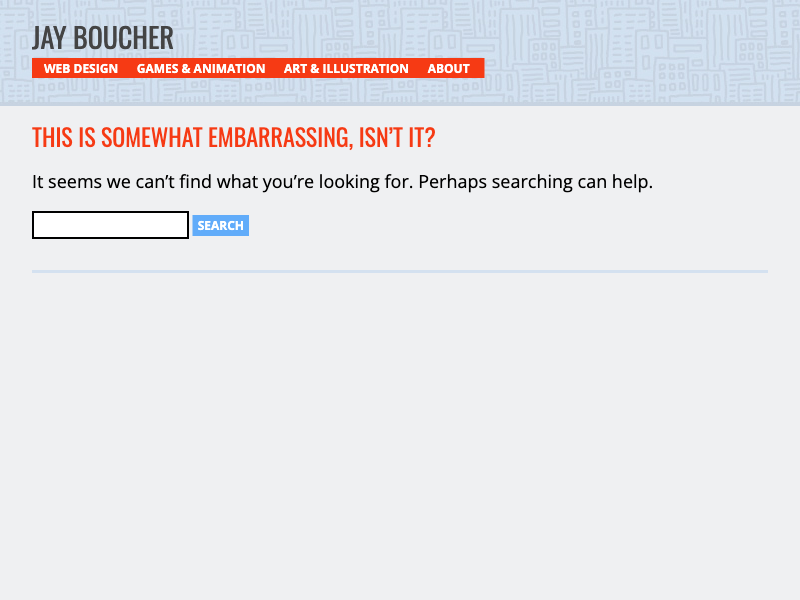 JAY BOUCHER
WEB DESIGN GAMES & ANIMATION ART & ILLUSTRATION ABOUT
THIS IS SOMEWHAT EMBARRASSING, ISN’T IT?
It seems we can’t find what you’re looking for. Perhaps searching can help.
SEARCH